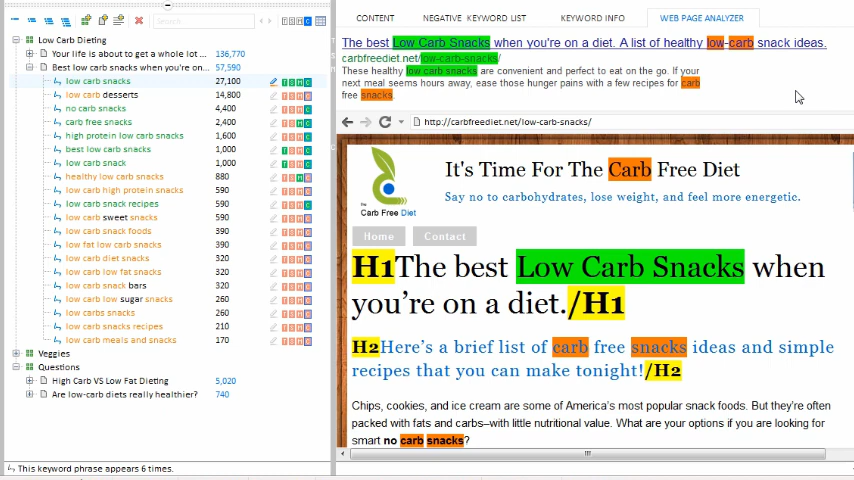 Search
Low Carb Dieting
Your life is about to get a whole lot ... 136,770
Best low carb snacks when you're on... 57,590
low carb snacks 27,100
low carb desserts 14,800
no carb snacks 4,400
carb free snacks 2,400
high protein low carb snacks 1,600
best low carb snacks 1,000
low carb snack 1,000
healthy low carb snacks 880
low carb high protein snacks 590
low carb snack recipes 590
low carb sweet snacks 590
low carb snack foods 390
low fat low carb snacks 390
low carb diet snacks 320
low carb low fat snacks 320
low carb snack bars 320
low carb low sugar snacks 260
low carbs snacks 260
low carb snacks recipes 210
low carb meals and snacks 170
Veggies
Questions
High Carb VS Low Fat Dieting 5,020
Are low-carb diets really healthier? 740
This keyword phrase appears 6 times.
CONTENT NEGATIVE KEYWORD LIST KEYWORD INFO WEB PAGE ANALYZER
The best Low Carb Snacks when you're on a diet. A list of healthy low-carb snack ideas.
carbfreediet.net/low-carb-snacks/
These healthy low carb snacks are convenient and perfect to eat on the go. If your
next meal seems hours away, ease those hunger pains with a few recipes for carb
free snacks.
http://carbfreediet.net/low-carb-snacks/
the
Carb Free Diet
It's Time For The Carb Free Diet
Say no to carbohydrates, lose weight, and feel more energetic.
Home Contact
H1The best Low Carb Snacks when
you're on a diet./H1
H2Here's a brief list of carb free snacks ideas and simple
recipes that you can make tonight!/H2
Chips, cookies, and ice cream are some of America's most popular snack foods. But they're often
packed with fats and carbs–with little nutritional value. What are your options if you are looking for
smart no carb snacks?